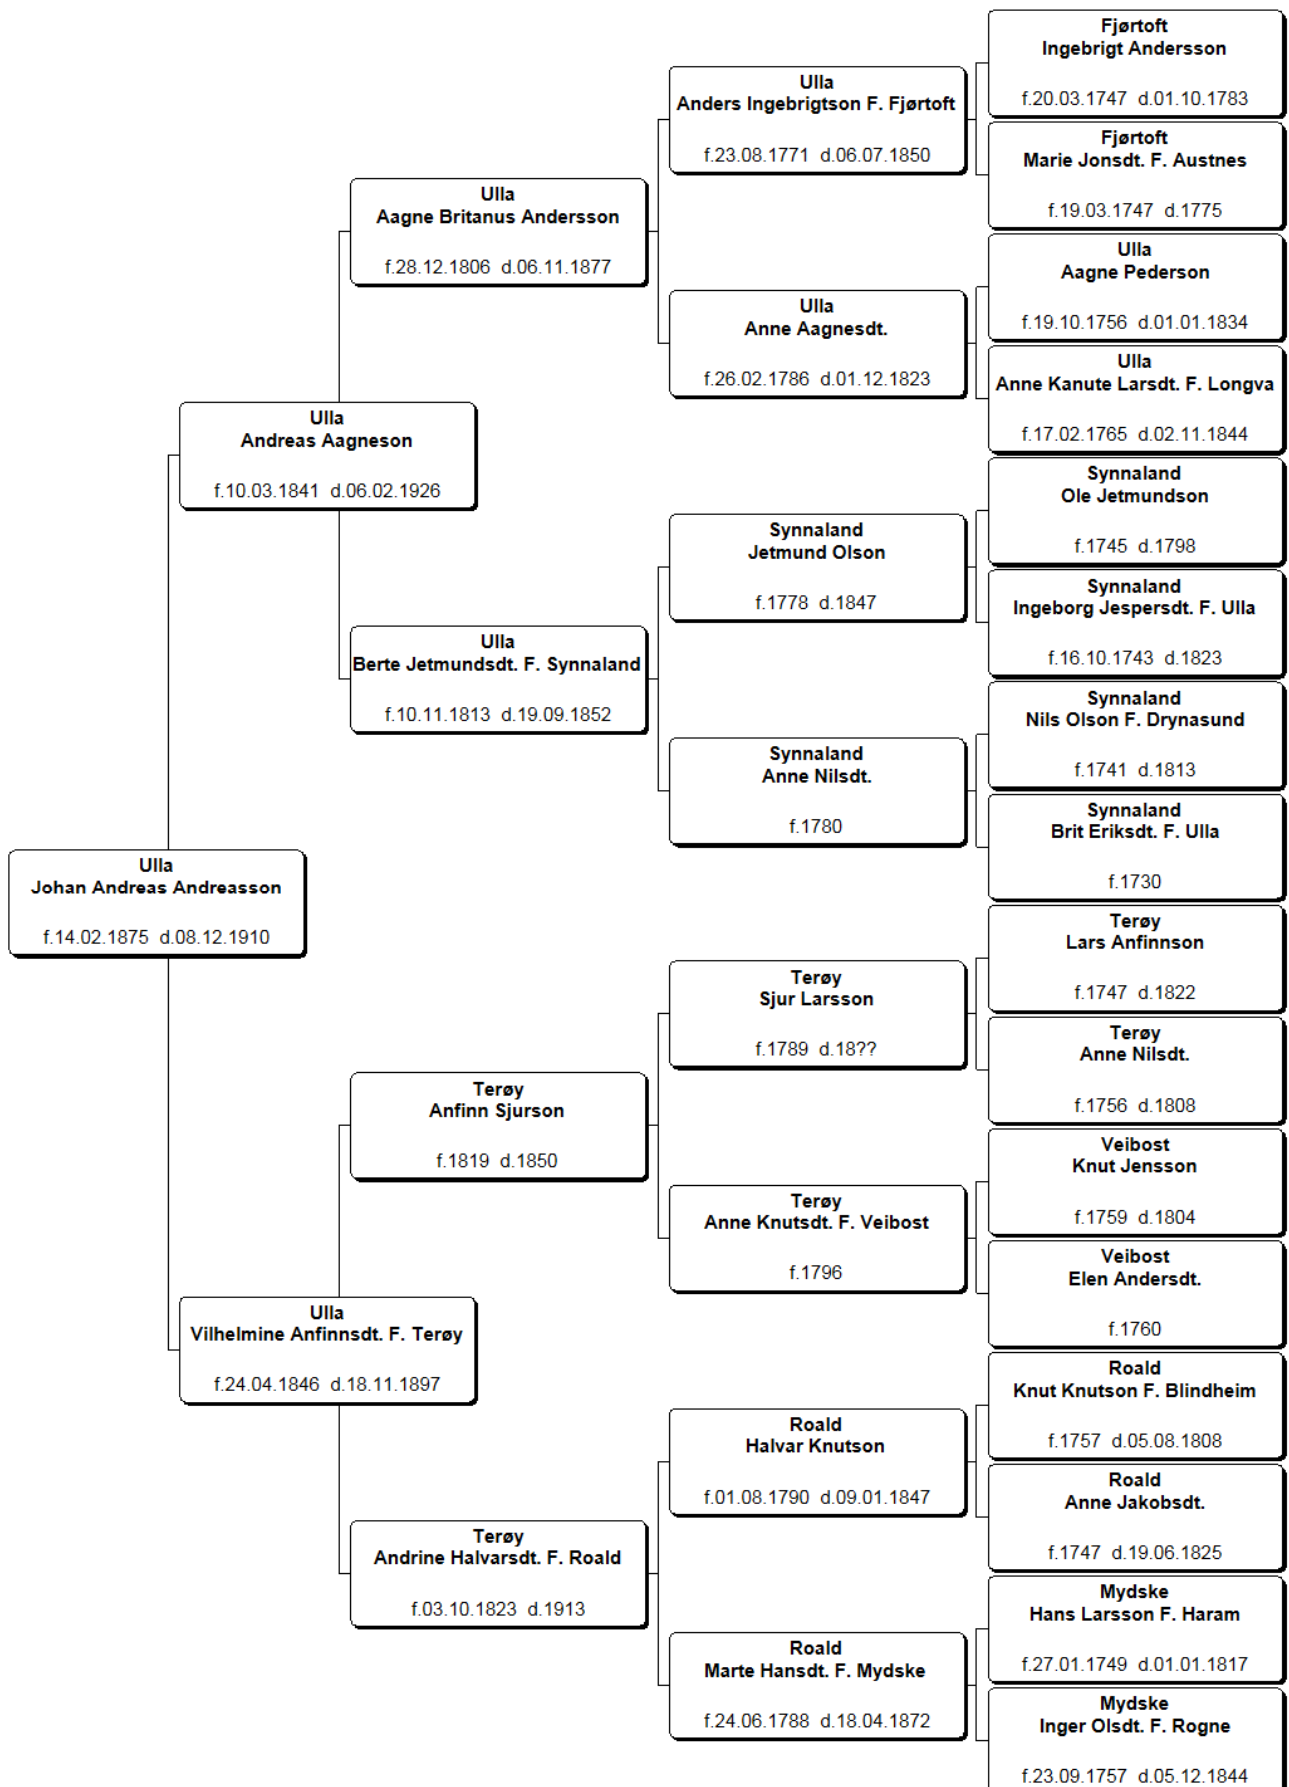 Fjørtoft
Ingebrigt Andersson
f.20.03.1747 d.01.10.1783
Ulla
Anders Ingebrigtson F. Fjørtoft
f.23.08.1771 d.06.07.1850
Fjørtoft
Marie Jonsdt. F. Austnes
f.19.03.1747 d.1775
Ulla
Aagne Britanus Andersson
f.28.12.1806 d.06.11.1877
Ulla
Aagne Pederson
f.19.10.1756 d.01.01.1834
Ulla
Anne Aagnesdt.
f.26.02.1786 d.01.12.1823
Ulla
Anne Kanute Larsdt. F. Longva
f.17.02.1765 d.02.11.1844
Ulla
Andreas Aagneson
f.10.03.1841 d.06.02.1926
Synnaland
Ole Jetmundson
f.1745 d.1798
Synnaland
Jetmund Olson
f.1778 d.1847
Synnaland
Ingeborg Jespersdt. F. Ulla
f.16.10.1743 d.1823
Ulla
Berte Jetmundsdt. F. Synnaland
f.10.11.1813 d.19.09.1852
Synnaland
Nils Olson F. Drynasund
f.1741 d.1813
Synnaland
Anne Nilsdt.
f.1780
Synnaland
Brit Eriksdt. F. Ulla
f.1730
Ulla
Johan Andreas Andreasson
f.14.02.1875 d.08.12.1910
Terøy
Lars Anfinnson
f.1747 d.1822
Terøy
Sjur Larsson
f.1789 d.18??
Terøy
Anne Nilsdt.
f.1756 d.1808
Terøy
Anfinn Sjurson
f.1819 d.1850
Veibost
Knut Jensson
f.1759 d.1804
Terøy
Anne Knutsdt. F. Veibost
f.1796
Veibost
Elen Andersdt.
f.1760
Ulla
Vilhelmine Anfinnsdt. F. Terøy
f.24.04.1846 d.18.11.1897
Roald
Knut Knutson F. Blindheim
f.1757 d.05.08.1808
Roald
Halvar Knutson
f.01.08.1790 d.09.01.1847
Roald
Anne Jakobsdt.
f.1747 d.19.06.1825
Terøy
Andrine Halvarsdt. F. Roald
f.03.10.1823 d.1913
Mydske
Hans Larsson F. Haram
f.27.01.1749 d.01.01.1817
Roald
Marte Hansdt. F. Mydske
f.24.06.1788 d.18.04.1872
Mydske
Inger Olsdt. F. Rogne
f.23.09.1757 d.05.12.1844